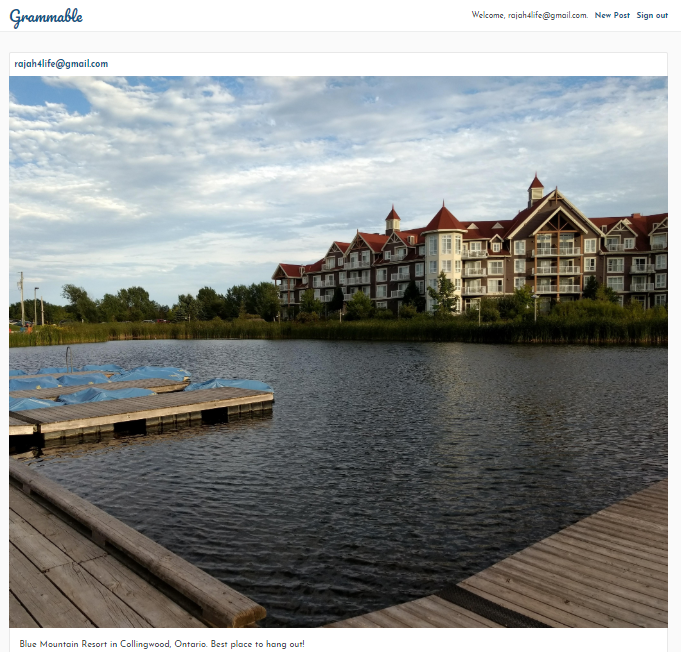 Grammable
Welcome, rajah4life@gmail.com. New Post Sign out
rajah4life@gmail.com
Blue Mountain Resort in Collingwood, Ontario. Best place to hang out!